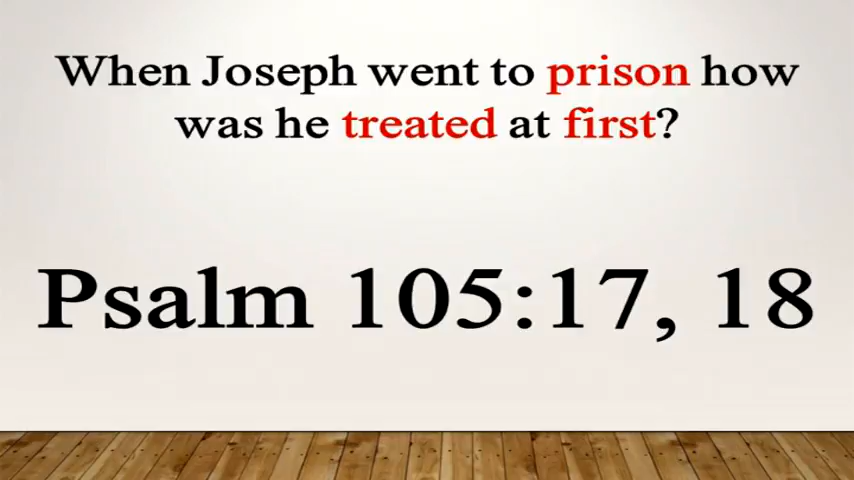 When Joseph went to prison how
was he treated at first?
Psalm 105:17, 18